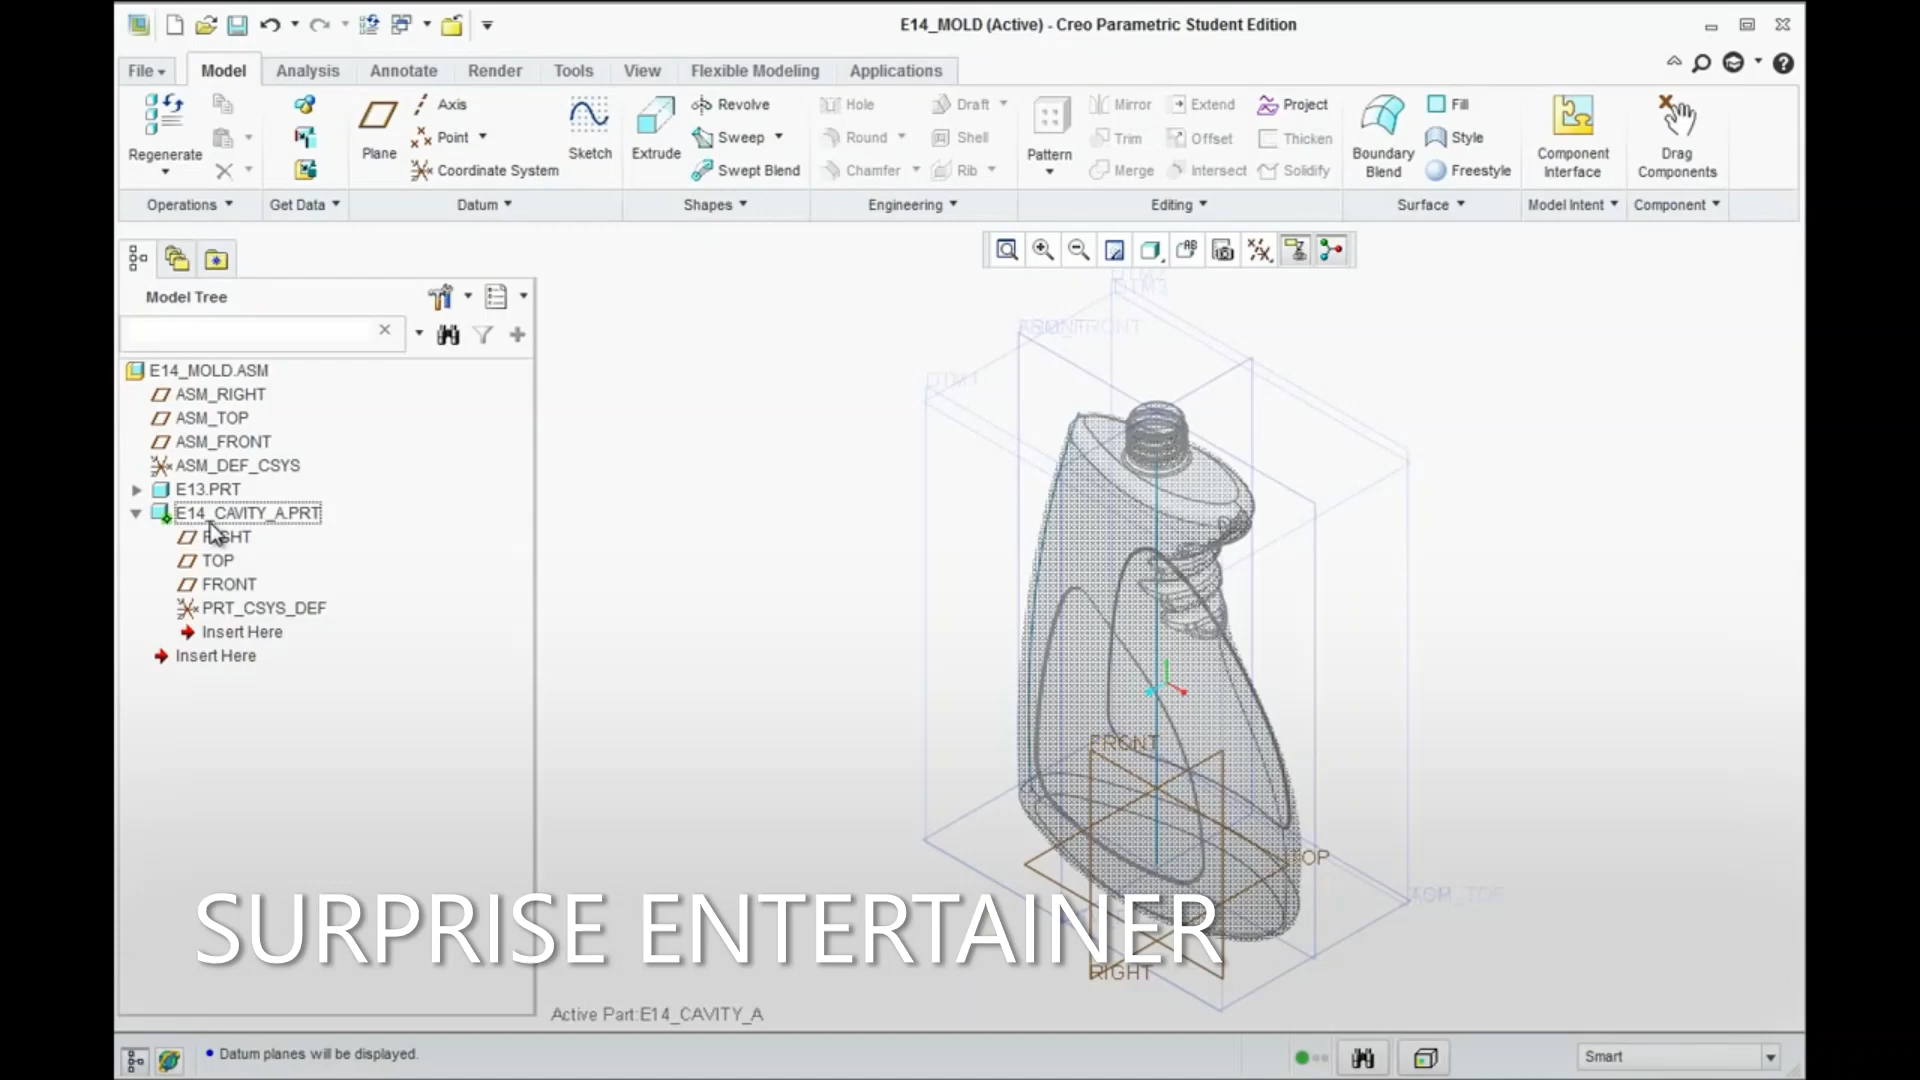 E14_MOLD (Active) - Creo Parametric Student Edition
File Model Analysis Annotate Render Tools View Flexible Modeling Applications
Regenerate
Plane
Axis
Point
Coordinate System
Sketch
Extrude
Revolve
Sweep
Swept Blend
Hole
Round
Chamfer
Draft
Shell
Rib
Pattern
Mirror
Trim
Merge
Extend
Offset
Intersect
Project
Thicken
Solidify
Boundary
Blend
Fill
Style
Freestyle
Component
Interface
Drag
Components
Operations Get Data Datum Shapes Engineering Editing Surface Model Intent Component
Model Tree
E14_MOLD.ASM
ASM_RIGHT
ASM_TOP
ASM_FRONT
ASM_DEF_CSYS
E13.PRT
E14_CAVITY_A.PRT
RIGHT
TOP
FRONT
PRT_CSYS_DEF
Insert Here
Insert Here
DTM3
FRONT
TOP
ASM_TOP
RIGHT
SURPRISE ENTERTAINER
Active Part:E14_CAVITY_A
Datum planes will be displayed.
Smart